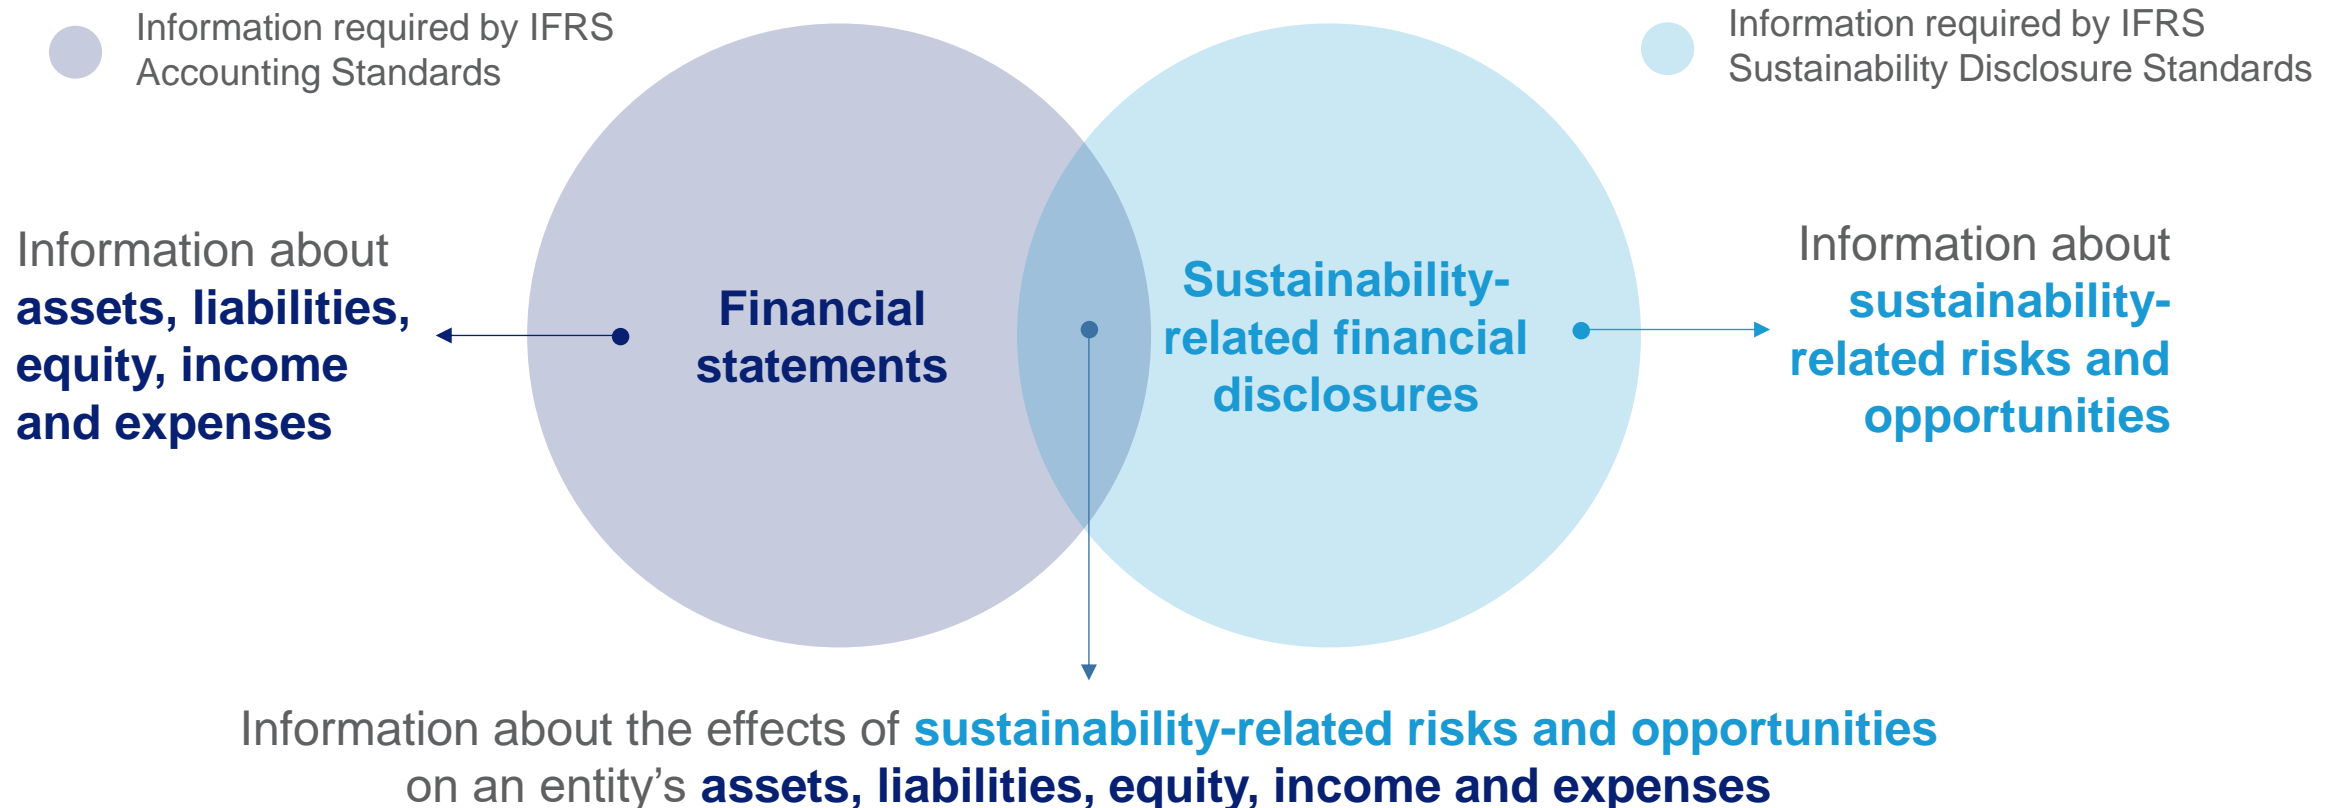 Information required by IFRS
Accounting Standards
Information required by IFRS
Sustainability Disclosure Standards
Information about
assets, liabilities,
equity, income
and expenses
Financial
statements
Sustainability-
related financial
disclosures
Information about
sustainability-
related risks and
opportunities
Information about the effects of sustainability-related risks and opportunities
on an entity’s assets, liabilities, equity, income and expenses